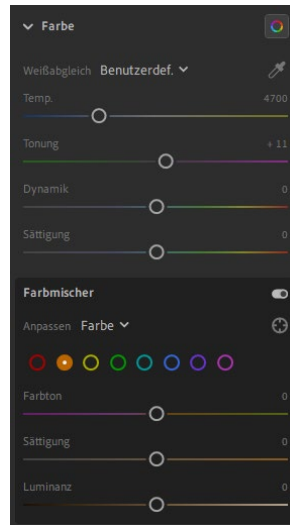 Farbe
Weißabgleich Benutzerdef.
Temp. 4700
Tonung + 11
Dynamik 0
Sättigung 0
Farbmischer
Anpassen Farbe
Farbton 0
Sättigung 0
Luminanz 0